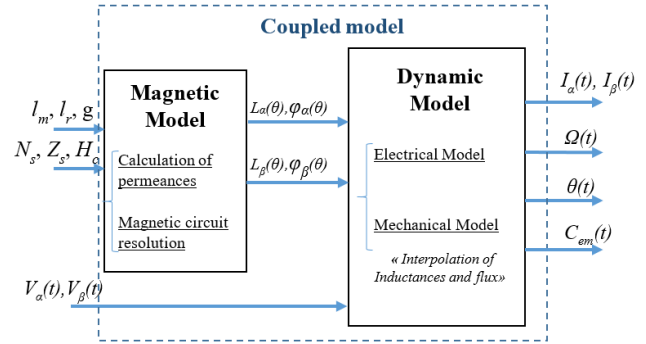 Coupled model
Magnetic
Model
Dynamic
Model
l_m, l_r, g
N_s, Z_s, H_c
Calculation of
permeances
Magnetic circuit
resolution
L_α(θ),φ_α(θ)
L_β(θ),φ_β(θ)
Electrical Model
Mechanical Model
« Interpolation of
Inductances and flux»
V_α(t),V_β(t)
I_α(t), I_β(t)
Ω(t)
θ(t)
C_em(t)